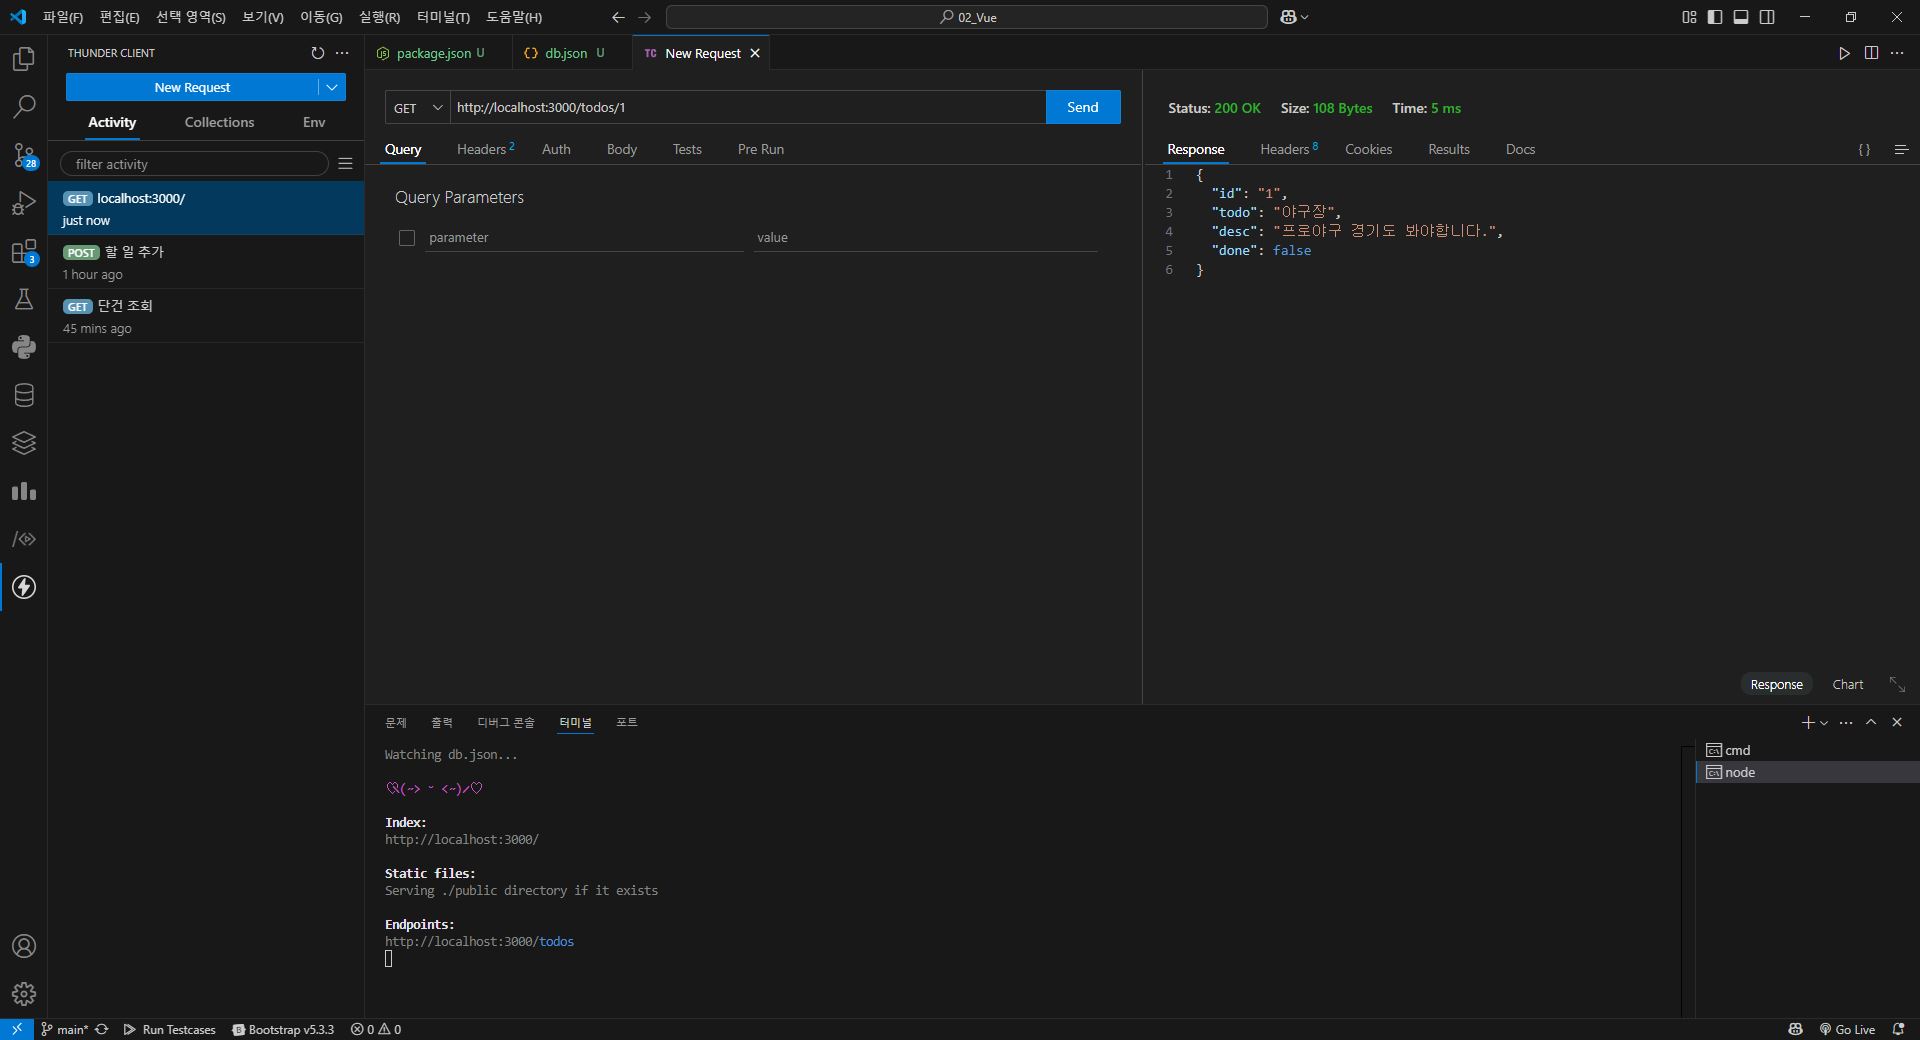 파일(F) 편집(E) 선택 영역(S) 보기(V) 이동(G) 실행(R) 터미널(T) 도움말(H)
02_Vue
THUNDER CLIENT
New Request
Activity Collections Env
filter activity
GET localhost:3000/
just now
POST 할 일 추가
1 hour ago
GET 단건 조회
45 mins ago
28
3
package.json U
db.json U
TC New Request
GET http://localhost:3000/todos/1 Send
Query Headers 2 Auth Body Tests Pre Run
Query Parameters
parameter value
Status: 200 OK Size: 108 Bytes Time: 5 ms
Response Headers 8 Cookies Results Docs {}
1 {
2 "id": "1",
3 "todo": "야구장",
4 "desc": "프로야구 경기도 봐야합니다.",
5 "done": false
6 }
Response Chart
문제 출력 디버그 콘솔 터미널 포트
Watching db.json...
♡(~> ᵕ <~)♡
Index:
http://localhost:3000/
Static files:
Serving ./public directory if it exists
Endpoints:
http://localhost:3000/todos
cmd
node
main* Run Testcases Bootstrap v5.3.3 0 0
Go Live